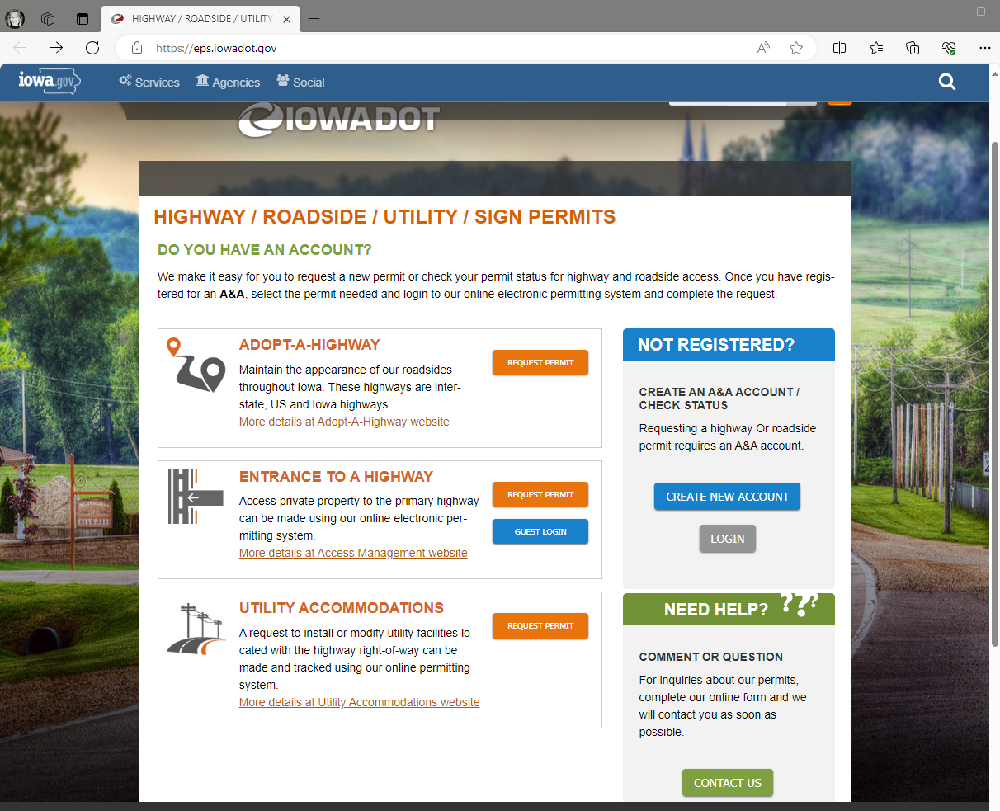 HIGHWAY / ROADSIDE / UTILITY
https://eps.iowadot.gov
iowa.gov
Services
Agencies
Social
IOWADOT
HIGHWAY / ROADSIDE / UTILITY / SIGN PERMITS
DO YOU HAVE AN ACCOUNT?
We make it easy for you to request a new permit or check your permit status for highway and roadside access. Once you have regis-
tered for an A&A, select the permit needed and login to our online electronic permitting system and complete the request.
ADOPT-A-HIGHWAY
Maintain the appearance of our roadsides
throughout Iowa. These highways are inter-
state, US and Iowa highways.
More details at Adopt-A-Highway website
REQUEST PERMIT
ENTRANCE TO A HIGHWAY
Access private property to the primary highway
can be made using our online electronic per-
mitting system.
More details at Access Management website
REQUEST PERMIT
GUEST LOGIN
UTILITY ACCOMMODATIONS
A request to install or modify utility facilities lo-
cated with the highway right-of-way can be
made and tracked using our online permitting
system.
More details at Utility Accommodations website
REQUEST PERMIT
NOT REGISTERED?
CREATE AN A&A ACCOUNT /
CHECK STATUS
Requesting a highway Or roadside
permit requires an A&A account.
CREATE NEW ACCOUNT
LOGIN
NEED HELP? ???
COMMENT OR QUESTION
For inquiries about our permits,
complete our online form and we
will contact you as soon as
possible.
CONTACT US
CITY HALL